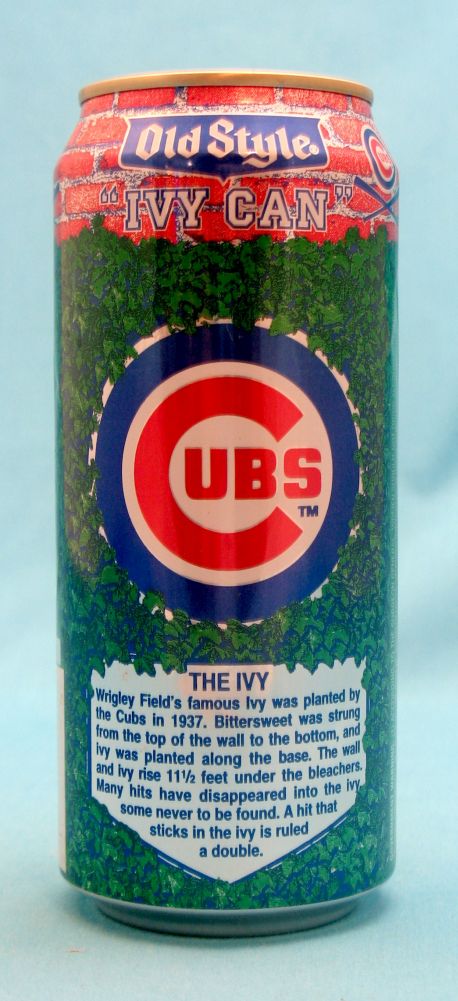 Old Style®
"IVY CAN"
CUBS
TM
THE IVY
Wrigley Field's famous Ivy was planted by
the Cubs in 1937. Bittersweet was strung
from the top of the wall to the bottom, and
ivy was planted along the base. The wall
and ivy rise 11½ feet under the bleachers.
Many hits have disappeared into the ivy
some never to be found. A hit that
sticks in the ivy is ruled
a double.